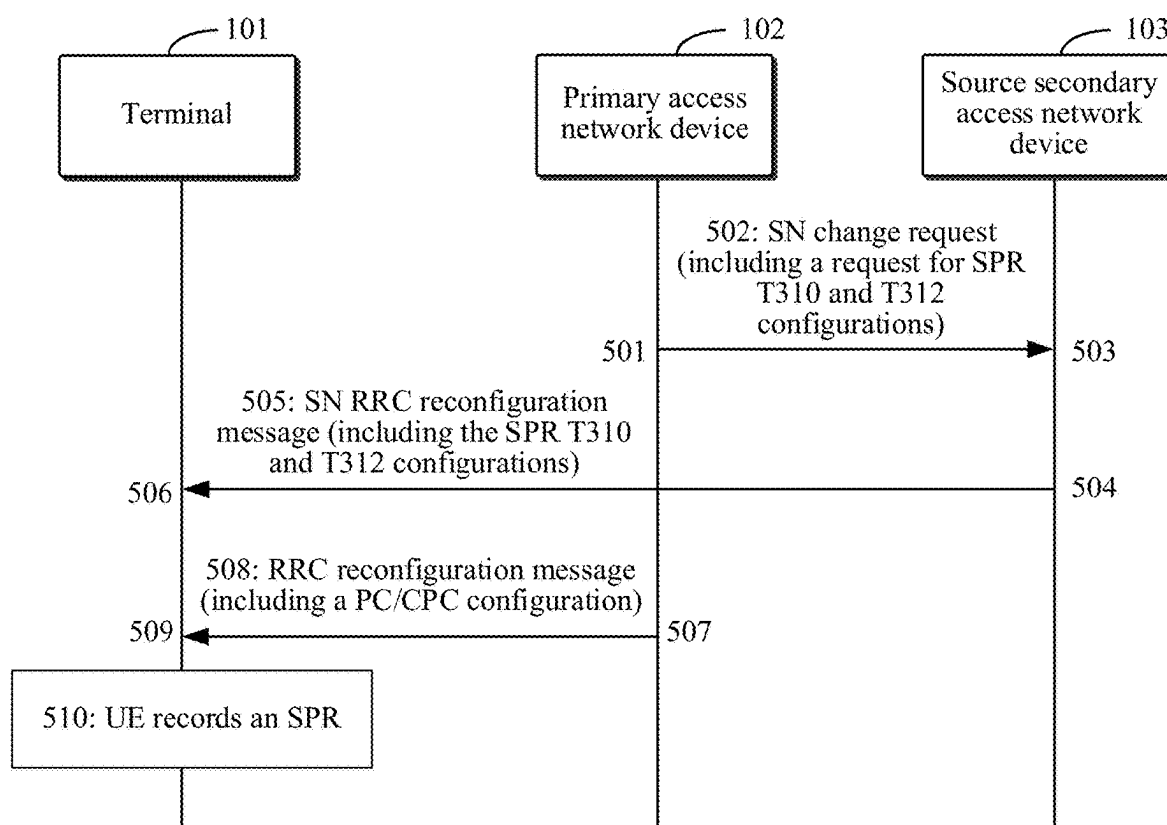 101
102
103
Terminal
Primary access
network device
Source secondary
access network
device
502: SN change request
(including a request for SPR
T310 and T312
configurations)
501
503
505: SN RRC reconfiguration
message (including the SPR T310
and T312 configurations)
506
504
508: RRC reconfiguration message
(including a PC/CPC configuration)
509
507
510: UE records an SPR